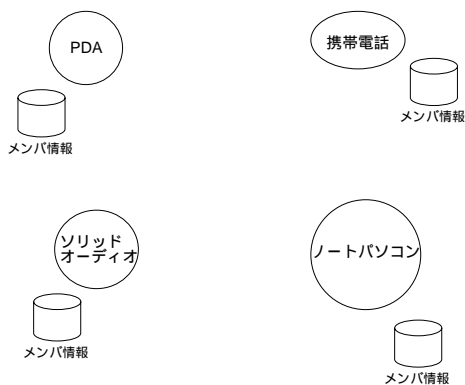 PDA
携帯電話
メンバ情報
メンバ情報
ソリッド
オーディオ
ノートパソコン
メンバ情報
メンバ情報